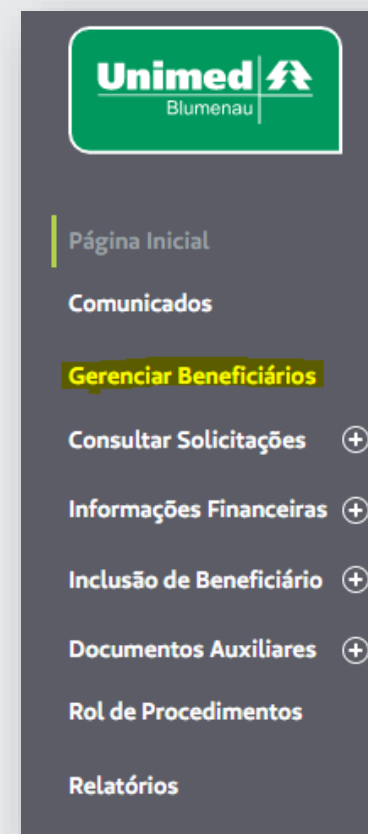 Unimed
Blumenau
Página Inicial
Comunicados
Gerenciar Beneficiários
Consultar Solicitações
Informações Financeiras
Inclusão de Beneficiário
Documentos Auxiliares
Rol de Procedimentos
Relatórios